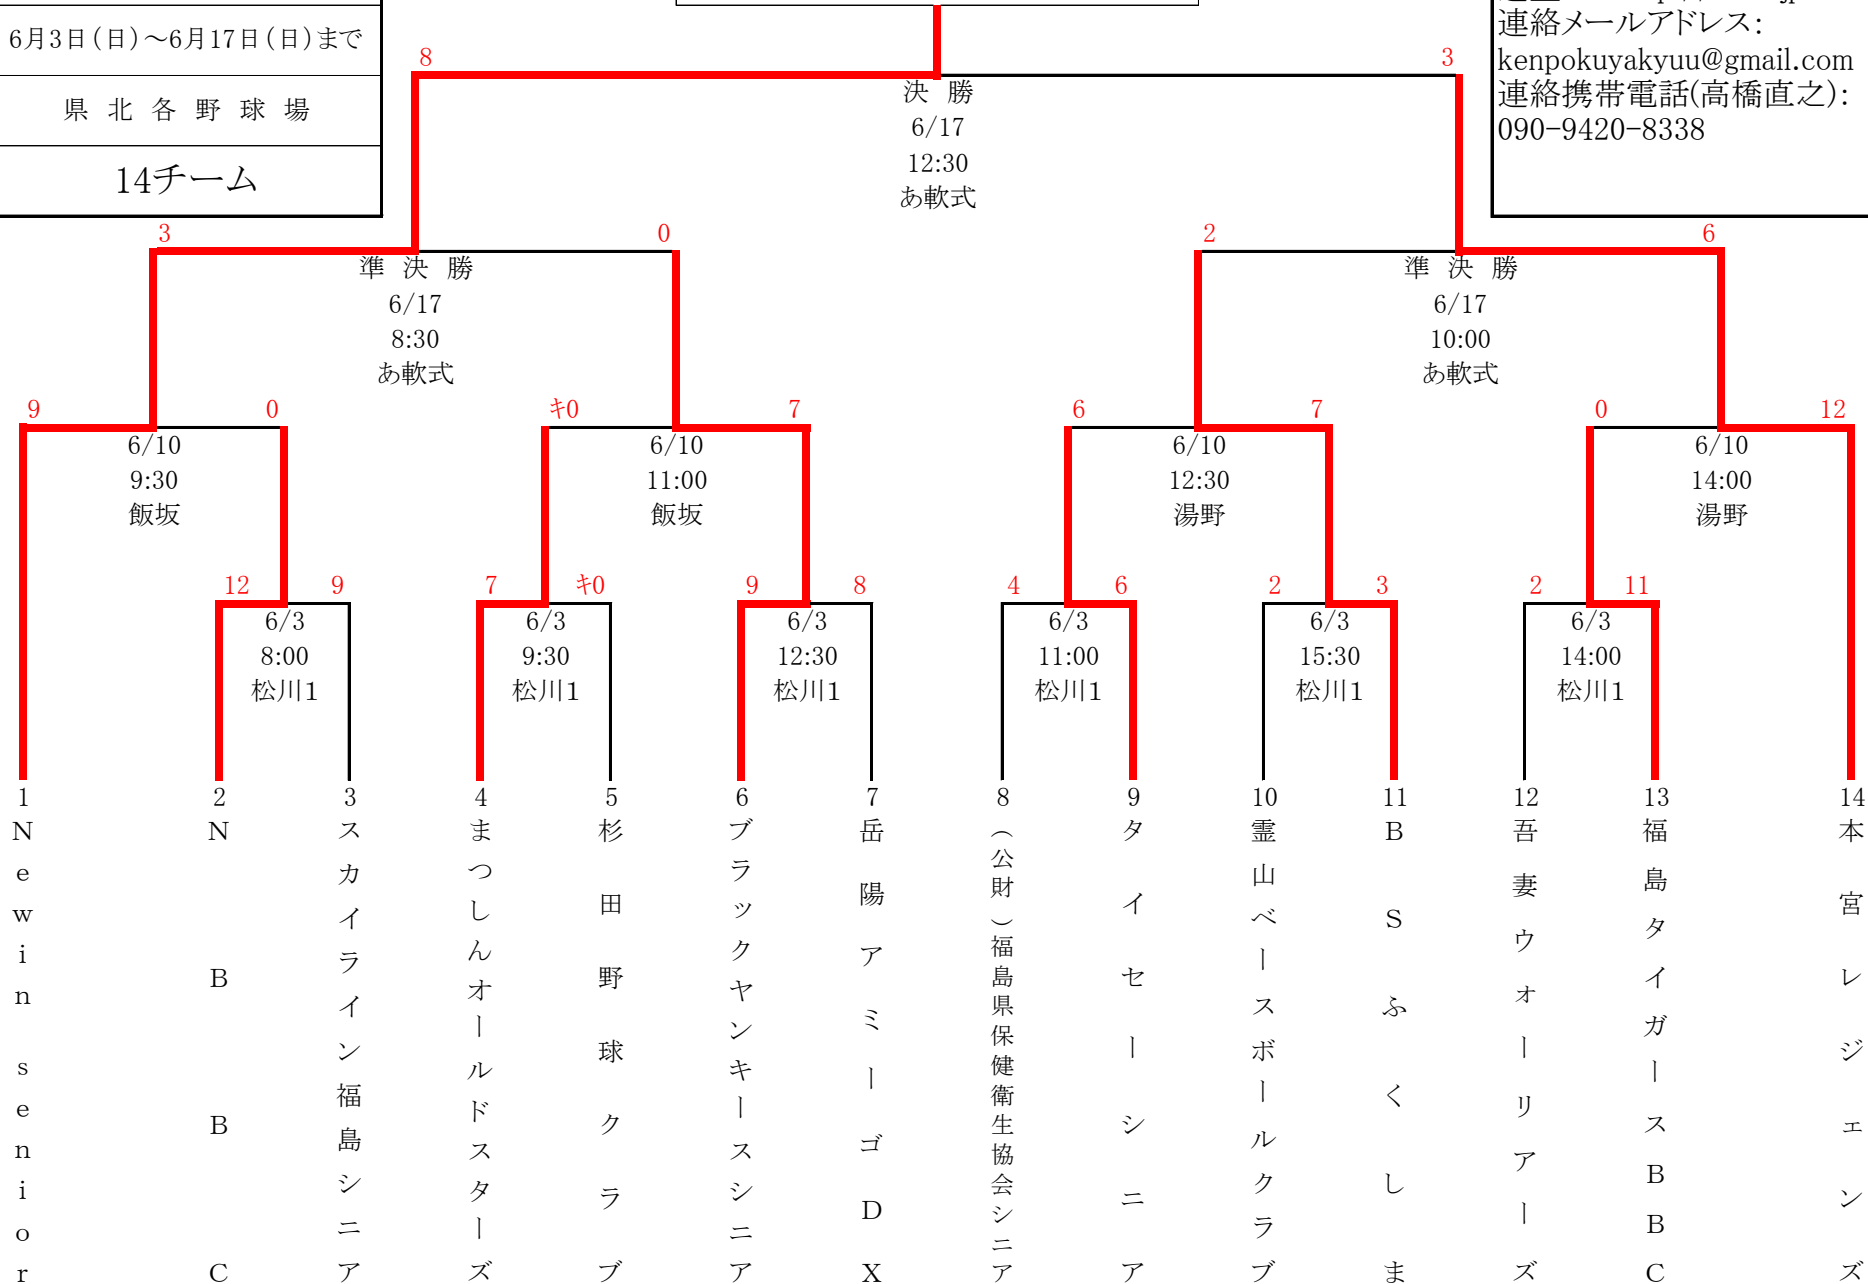 6月3日(日)～6月17日(日)まで
県北各野球場
14チーム
連絡メールアドレス:
kenpokuyakyuu@gmail.com
連絡携帯電話(高橋直之):
090-9420-8338
8
3
決勝
6/17
12:30
あ軟式
3
0
2
6
準決勝
6/17
8:30
あ軟式
準決勝
6/17
10:00
あ軟式
9
0
ｷ0
7
6
7
0
12
6/10
9:30
飯坂
6/10
11:00
飯坂
6/10
12:30
湯野
6/10
14:00
湯野
12
9
7
ｷ0
9
8
4
6
2
3
2
11
6/3
8:00
松川1
6/3
9:30
松川1
6/3
12:30
松川1
6/3
11:00
松川1
6/3
15:30
松川1
6/3
14:00
松川1
1
Newin senior
2
NBBC
3
スカイライン福島シニア
4
まつしんオールドスターズ
5
杉田野球クラブ
6
ブラックヤンキースシニア
7
岳陽アミーゴDX
8
（公財）福島県保健衛生協会シニア
9
タイセーシニア
10
霊山ベースボールクラブ
11
BSふくしま
12
吾妻ウォーリアーズ
13
福島タイガースBBC
14
本宮レジェンズ